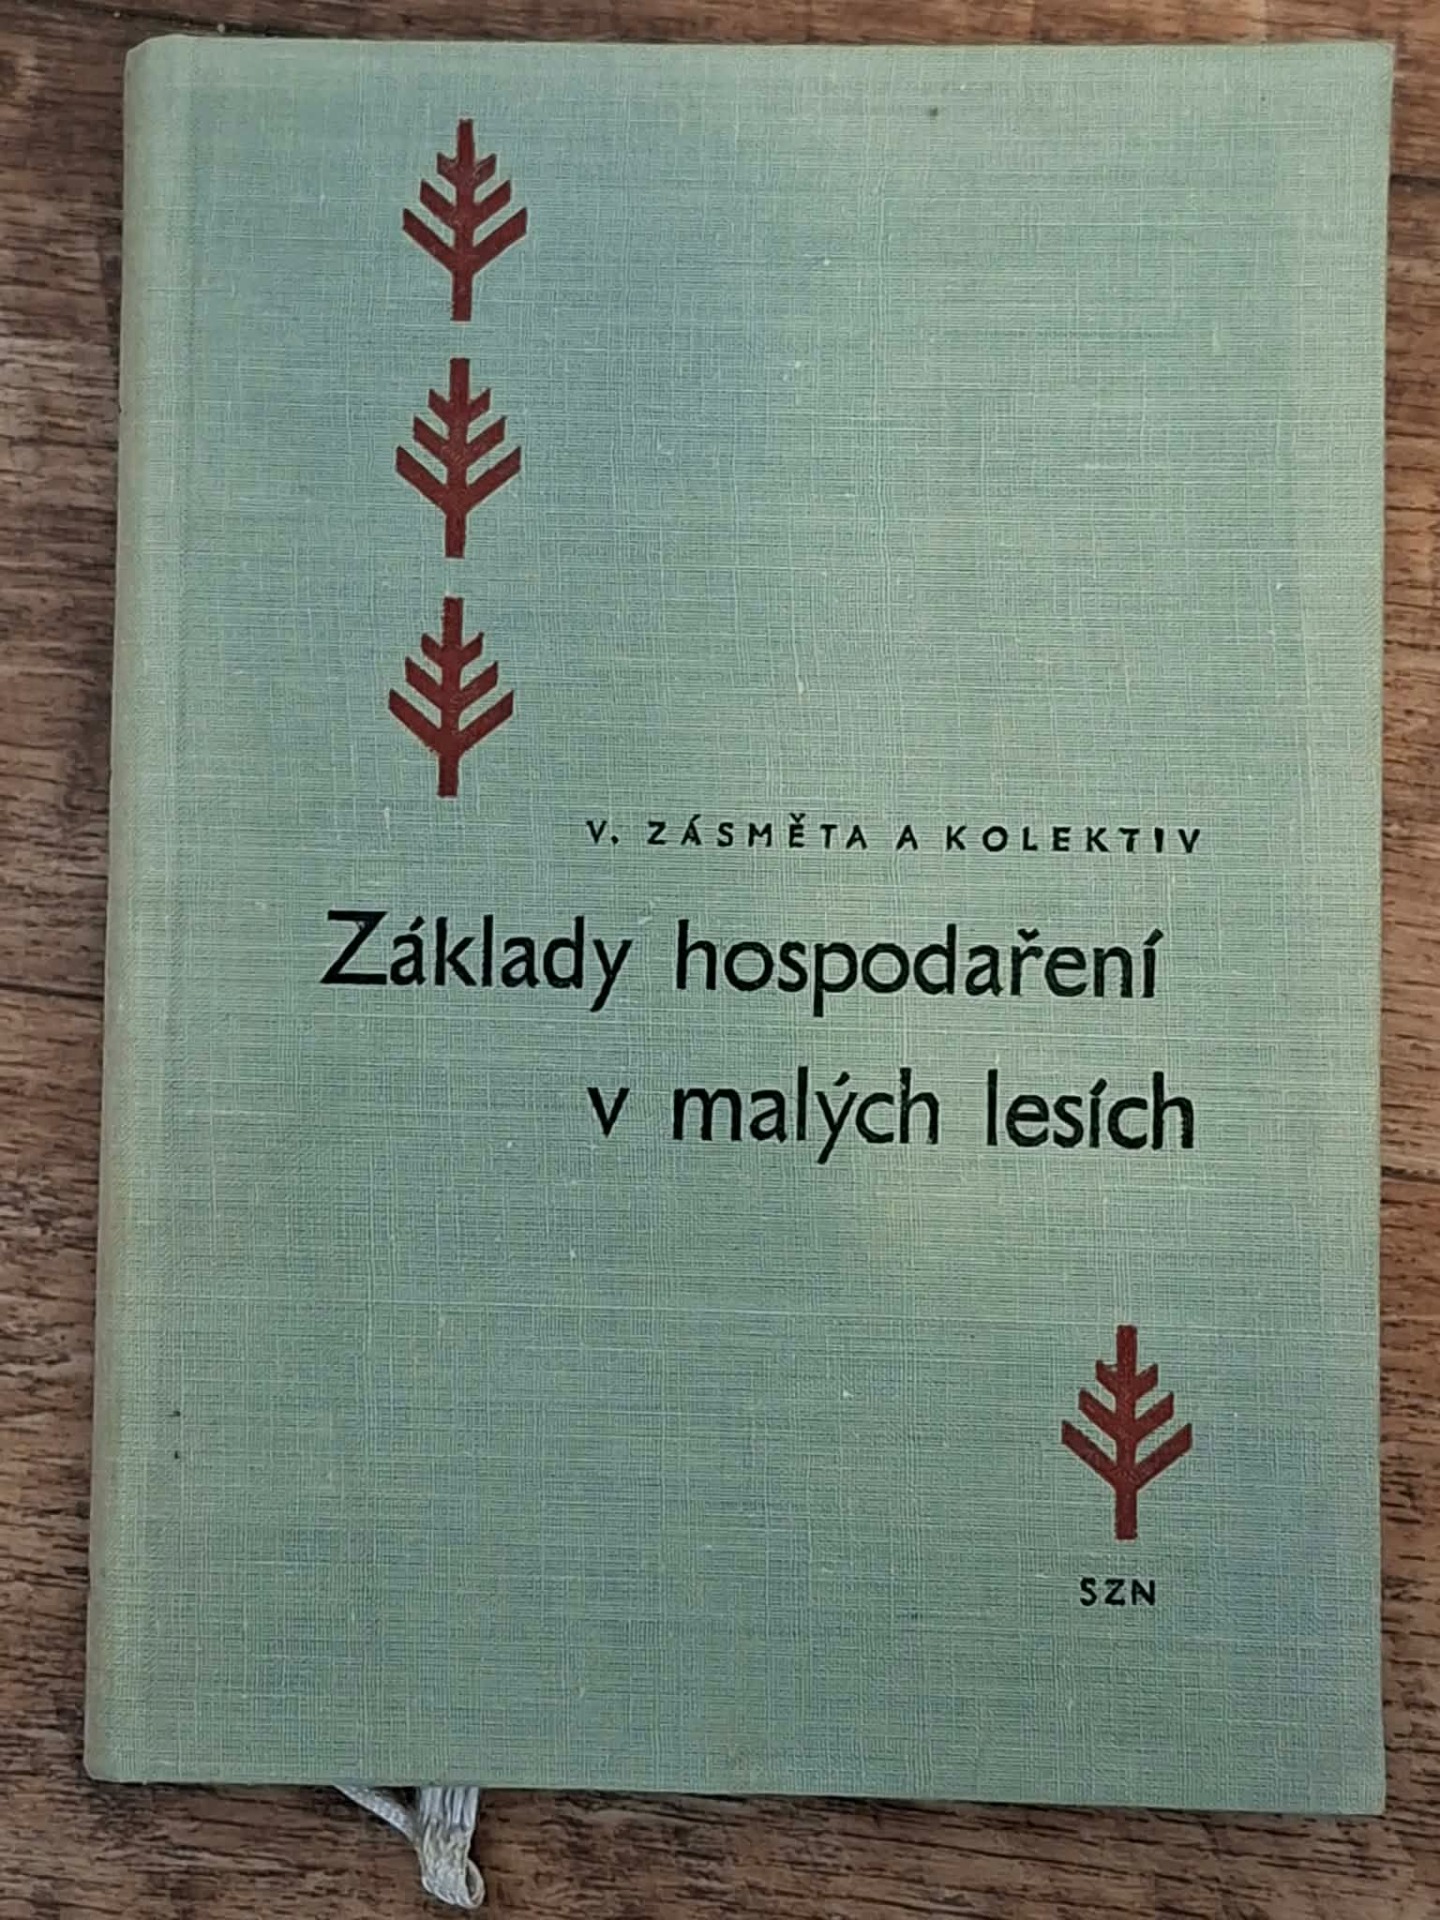 V. ZÁSMĚTA A KOLEKTIV
Základy hospodaření
v malých lesích
SZN